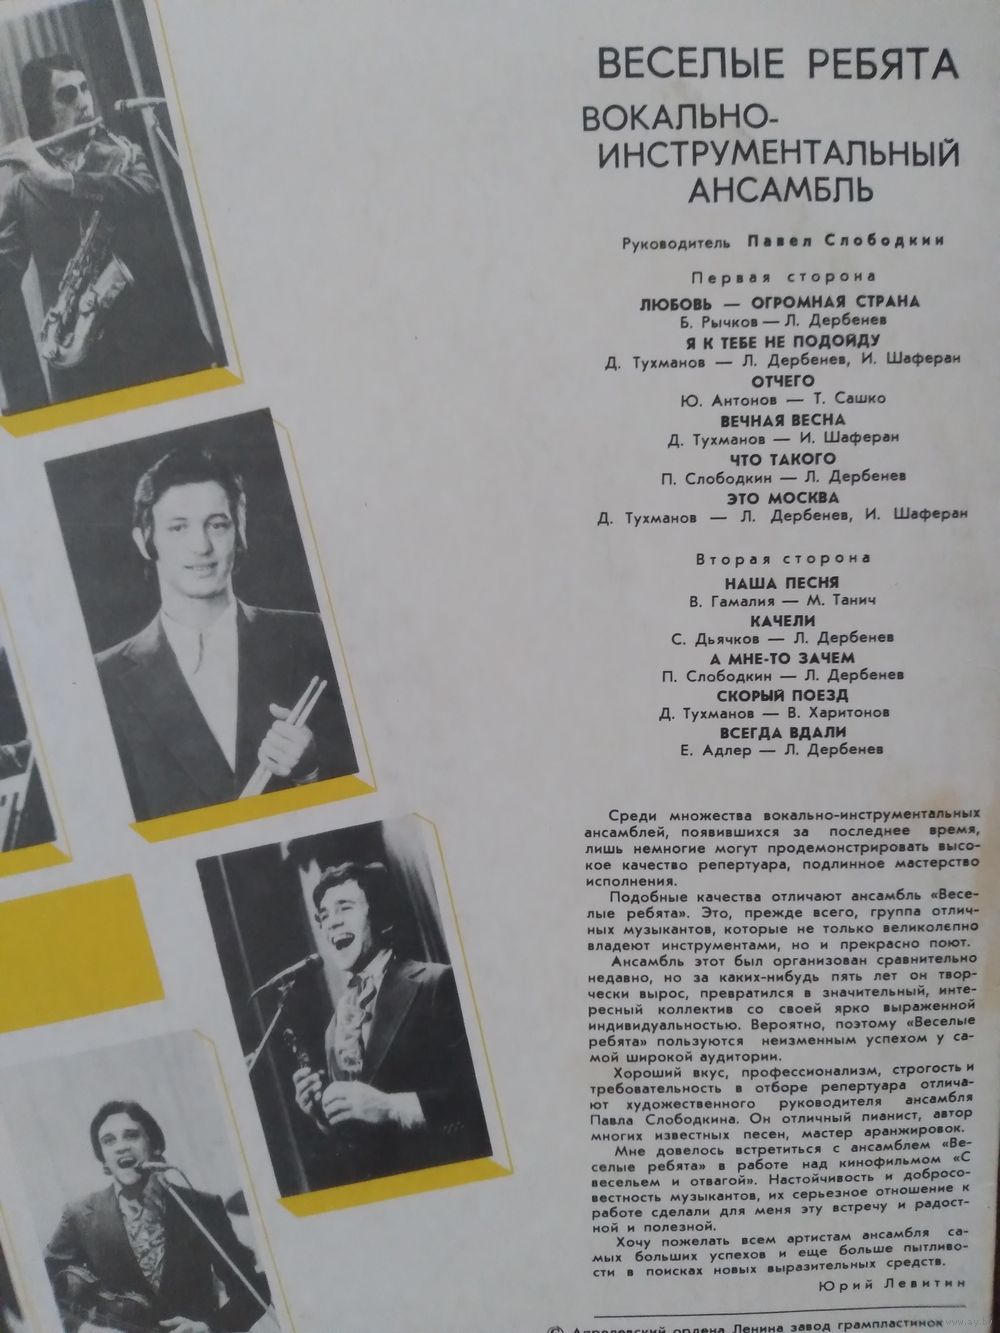 ВЕСЕЛЫЕ РЕБЯТА
ВОКАЛЬНО-
ИНСТРУМЕНТАЛЬНЫЙ
АНСАМБЛЬ
Руководитель Павел Слободкин
Первая сторона
ЛЮБОВЬ — ОГРОМНАЯ СТРАНА
Б. Рычков — Л. Дербенев
Я К ТЕБЕ НЕ ПОДОЙДУ
Д. Тухманов — Л. Дербенев, И. Шаферан
ОТЧЕГО
Ю. Антонов — Т. Сашко
ВЕЧНАЯ ВЕСНА
Д. Тухманов — И. Шаферан
ЧТО ТАКОГО
П. Слободкин — Л. Дербенев
ЭТО МОСКВА
Д. Тухманов — Л. Дербенев, И. Шаферан
Вторая сторона
НАША ПЕСНЯ
В. Гамалия — М. Танич
КАЧЕЛИ
С. Дьячков — Л. Дербенев
А МНЕ-ТО ЗАЧЕМ
П. Слободкин — Л. Дербенев
СКОРЫЙ ПОЕЗД
Д. Тухманов — В. Харитонов
ВСЕГДА ВДАЛИ
Е. Адлер — Л. Дербенев
Среди множества вокально-инструментальных
ансамблей, появившихся за последнее время,
лишь немногие могут продемонстрировать высо-
кое качество репертуара, подлинное мастерство
исполнения.
Подобные качества отличают ансамбль «Весе-
лые ребята». Это, прежде всего, группа отлич-
ных музыкантов, которые не только великолепно
владеют инструментами, но и прекрасно поют.
Ансамбль этот был организован сравнительно
недавно, но за каких-нибудь пять лет он твор-
чески вырос, превратился в значительный, инте-
ресный коллектив со своей ярко выраженной
индивидуальностью. Вероятно, поэтому «Веселые
ребята» пользуются неизменным успехом у са-
мой широкой аудитории.
Хороший вкус, профессионализм, строгость и
требовательность в отборе репертуара отлича-
ют художественного руководителя ансамбля
Павла Слободкина. Он отличный пианист, автор
многих известных песен, мастер аранжировок.
Мне довелось встретиться с ансамблем «Ве-
селые ребята» в работе над кинофильмом «С
весельем и отвагой». Настойчивость и добросо-
вестность музыкантов, их серьезное отношение к
работе сделали для меня эту встречу и радост-
ной и полезной.
Хочу пожелать всем артистам ансамбля са-
мых больших успехов и еще больше пытливо-
сти в поисках новых выразительных средств.
Юрий Левитин
© Апрелевский ордена Ленина завод грампластинок